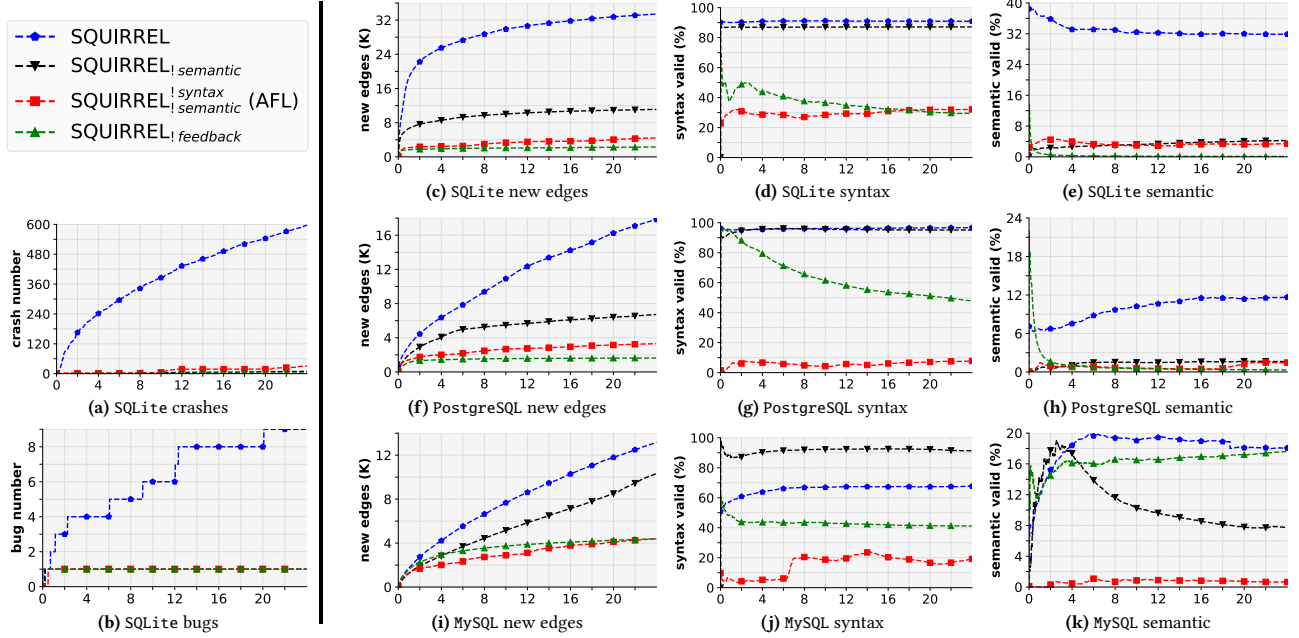 SQUIRREL
SQUIRREL! semantic
SQUIRREL! syntax ! semantic (AFL)
SQUIRREL! feedback
new edges (K)
32
24
16
8
0
0 4 8 12 16 20
(c) SQLite new edges
syntax valid (%)
100
80
60
40
20
0
0 4 8 12 16 20
(d) SQLite syntax
semantic valid (%)
40
32
24
16
8
0
0 4 8 12 16 20
(e) SQLite semantic
crash number
600
480
360
240
120
0
0 4 8 12 16 20
(a) SQLite crashes
new edges (K)
16
12
8
4
0
0 4 8 12 16 20
(f) PostgreSQL new edges
syntax valid (%)
100
80
60
40
20
0
0 4 8 12 16 20
(g) PostgreSQL syntax
semantic valid (%)
24
18
12
6
0
0 4 8 12 16 20
(h) PostgreSQL semantic
bug number
8
6
4
2
0
0 4 8 12 16 20
(b) SQLite bugs
new edges (K)
12
8
4
0
0 4 8 12 16 20
(i) MySQL new edges
syntax valid (%)
100
80
60
40
20
0
0 4 8 12 16 20
(j) MySQL syntax
semantic valid (%)
20
16
12
8
4
0
0 4 8 12 16 20
(k) MySQL semantic